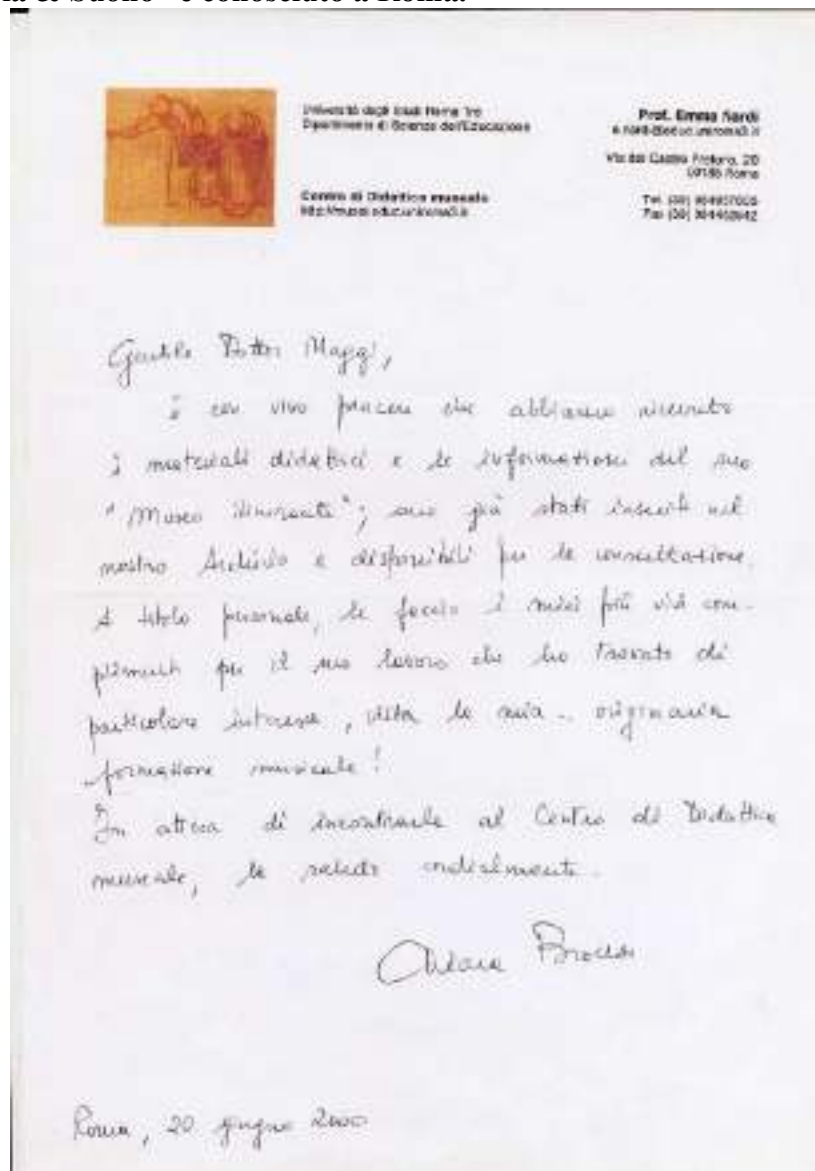 è conosciuto a Roma.
Università degli Studi Roma Tre
Dipartimento di Scienze dell'Educazione
Centro di Didattica museale
Prof. Emma Nardi
Via del Castro Pretorio, 20
Roma
Gentile Dottor Maggi,
è con vivo piacere che abbiamo ricevuto
i materiali didattici e le informazioni del suo
"Museo itinerante"; sono già stati inseriti nel
nostro Archivio e disponibili per la consultazione.
A titolo personale, le faccio i miei più vivi com-
plimenti per il suo lavoro che ho trovato di
particolare interesse, vista la mia .. originaria
formazione musicale!
In attesa di incontrarla al Centro di Didattica
museale, la saluto cordialmente.
Chiara
Roma, 20 giugno 2000